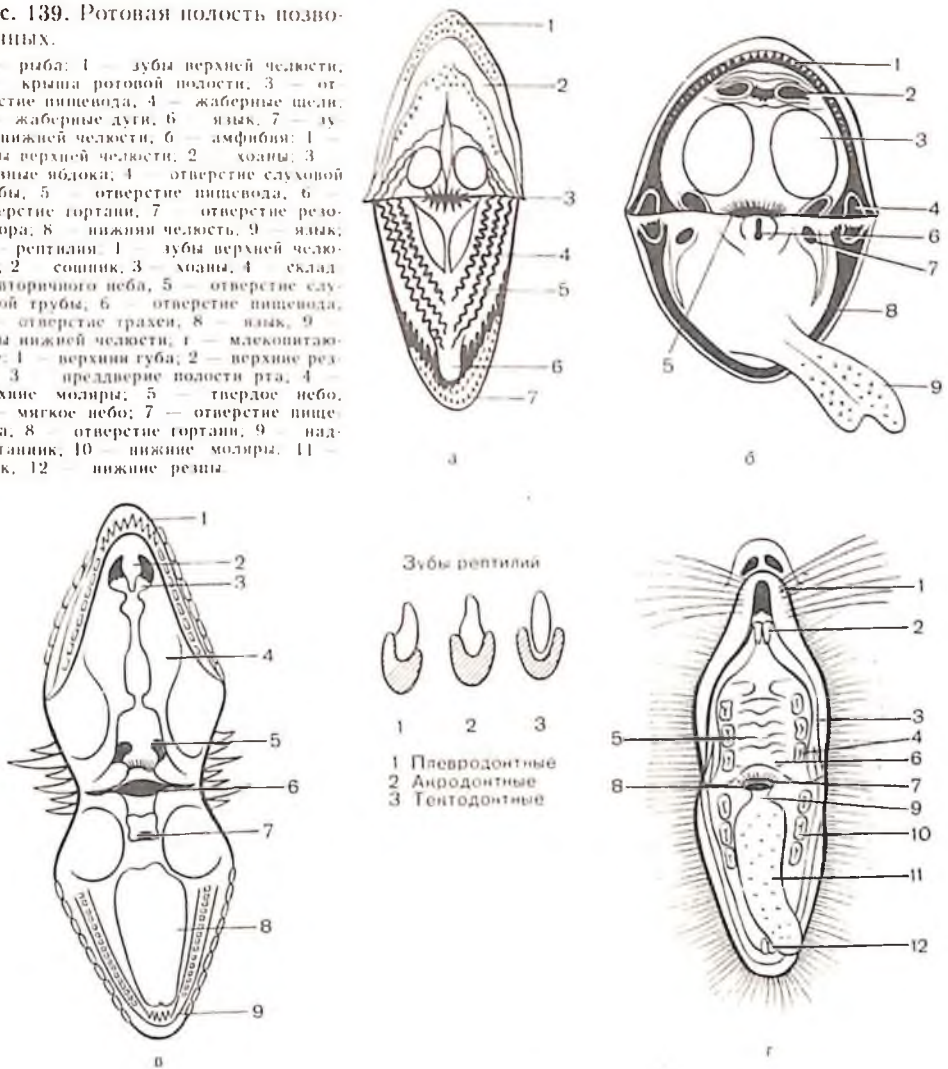 с. 139. Ротовая полость позво-
нных.
рыба: 1 — зубы верхней челюсти,
крыша ротовой полости; 3 — от
стие пищевода, 4 — жаберные щели;
жаберные дуги, 6 — язык, 7 — зу
нижней челюсти, б — амфибия: 1 —
ы верхней челюсти, 2 хоаны; 3
зные яблока; 4 — отверстие слуховой
бы, 5 — отверстие пищевода, 6 —
ерстие гортани, 7 — отверстие резо-
ора; 8 — нижняя челюсть, 9 — язык;
рептилия: 1 — зубы верхней челю-
; 2 — сошник, 3 — хоаны, 4 — склад
вторичного неба, 5 — отверстие слу-
ой трубы, 6 — отверстие пищевода,
— отверстие трахеи; 8 — язык, 9 —
ы нижней челюсти; г — млекопитаю-
: 1 — верхняя губа; 2 — верхние рез
3 — преддверие полости рта, 4 —
хние моляры; 5 — твердое небо,
— мягкое небо; 7 — отверстие пище
а, 8 — отверстие гортани; 9 — над-
танник, 10 — нижние моляры, 11 —
к, 12 — нижние резцы.
1
2
3
4
5
6
7
а
1
2
3
4
6
7
8
5
9
б
1
2
3
4
5
6
7
8
9
в
Зубы рептилий
1 2 3
1 Плевродонтные
2 Акродонтные
3 Тектодонтные
1
2
3
5
4
6
8
7
9
10
11
12
г